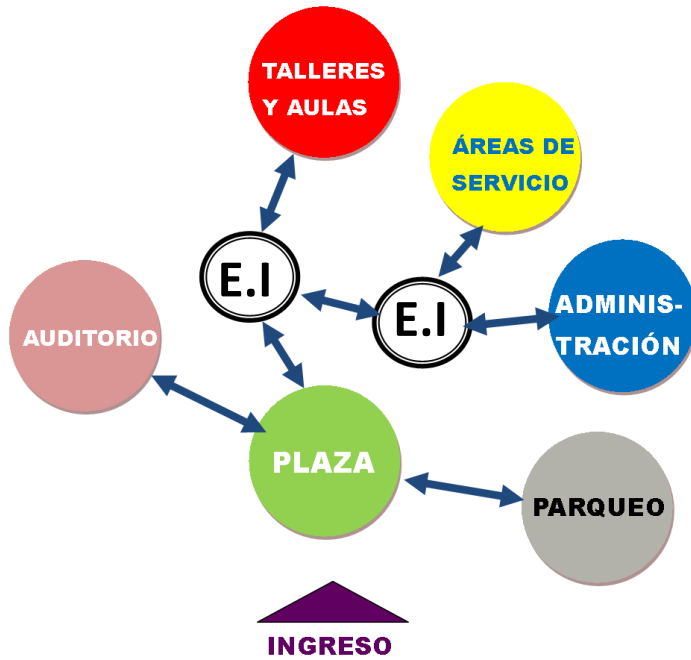 TALLERES
Y AULAS
ÁREAS DE
SERVICIO
E.I
E.I
ADMINIS-
TRACIÓN
AUDITORIO
PLAZA
PARQUEO
INGRESO